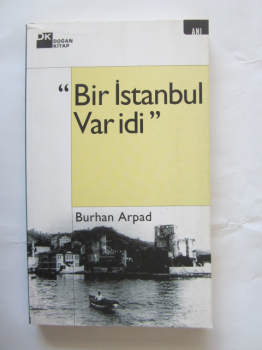 DK DOĞAN
KİTAP
ANI
“Bir İstanbul
Var idi”
Burhan Arpad